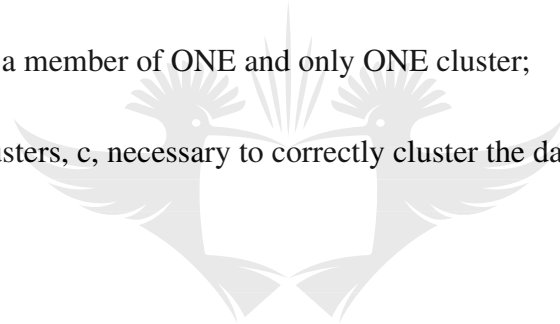 a member of ONE and only ONE cluster;
sters, c, necessary to correctly cluster the da